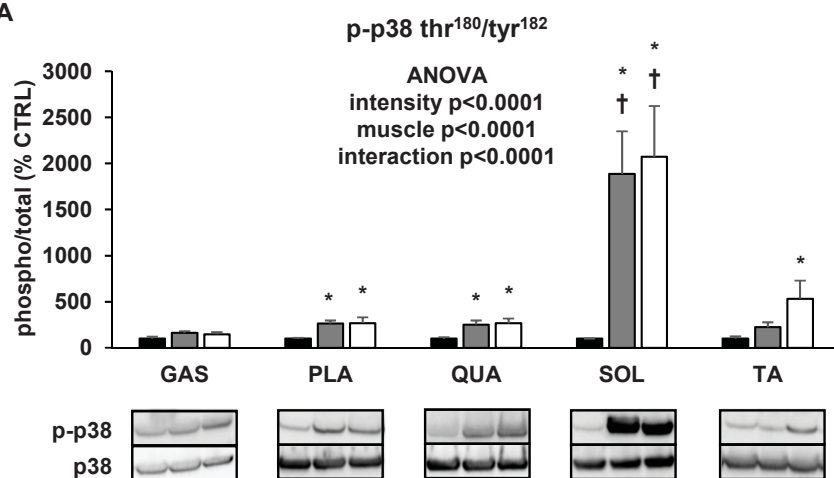 A
p-p38 thr¹⁸⁰/tyr¹⁸²
ANOVA
intensity p<0.0001
muscle p<0.0001
interaction p<0.0001
phospho/total (% CTRL)
3000
2500
2000
1500
1000
500
0
* * * * * † * † *
GAS PLA QUA SOL TA
p-p38
p38